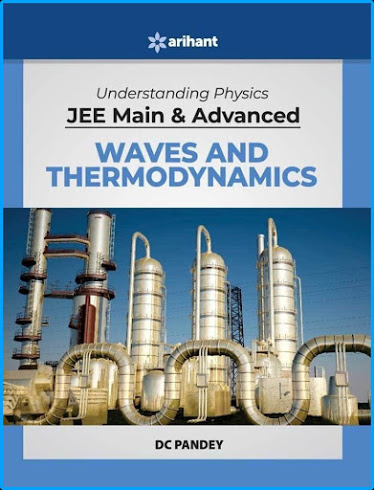 arihant
Understanding Physics
JEE Main & Advanced
WAVES AND
THERMODYNAMICS
DC PANDEY